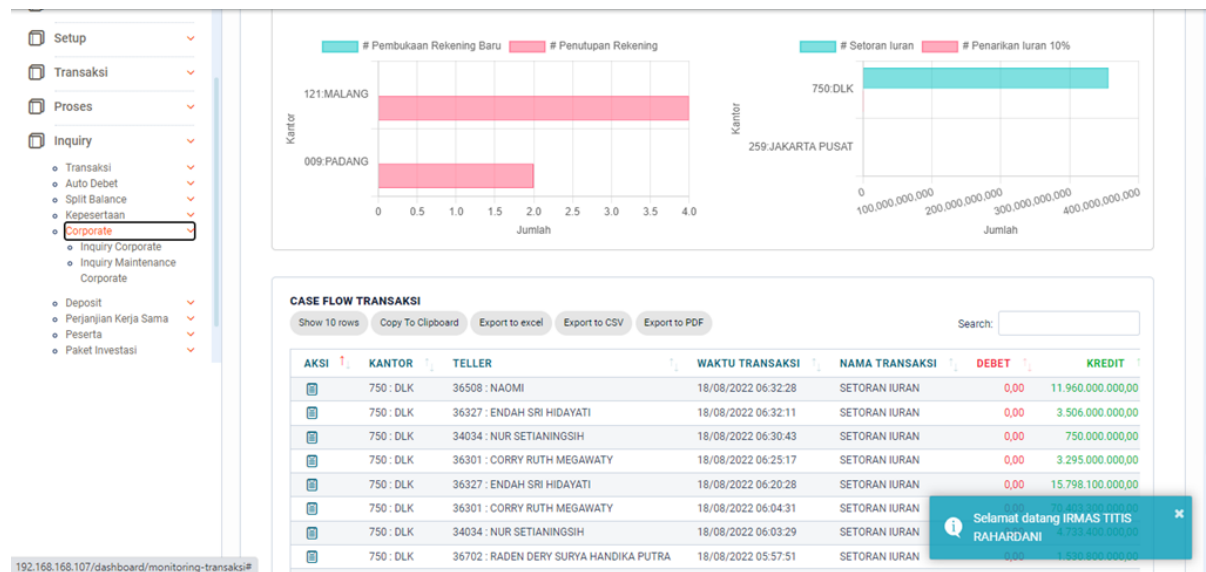 Setup
Transaksi
Proses
Inquiry
Transaksi
Auto Debet
Split Balance
Kepesertaan
Corporate
Inquiry Corporate
Inquiry Maintenance
Corporate
Deposit
Perjanjian Kerja Sama
Peserta
Paket Investasi
# Pembukaan Rekening Baru # Penutupan Rekening
Kantor
121:MALANG
009:PADANG
0 0.5 1.0 1.5 2.0 2.5 3.0 3.5 4.0
Jumlah
# Setoran Iuran # Penarikan Iuran 10%
Kantor
750:DLK
259:JAKARTA PUSAT
0 100.000.000.000 200.000.000.000 300.000.000.000 400.000.000.000
Jumlah
CASE FLOW TRANSAKSI
Show 10 rows Copy To Clipboard Export to excel Export to CSV Export to PDF Search:
AKSI KANTOR TELLER WAKTU TRANSAKSI NAMA TRANSAKSI DEBET KREDIT
750 : DLK 36508 : NAOMI 18/08/2022 06:32:28 SETORAN IURAN 0,00 11.960.000.000,00
750 : DLK 36327 : ENDAH SRI HIDAYATI 18/08/2022 06:32:11 SETORAN IURAN 0,00 3.506.000.000,00
750 : DLK 34034 : NUR SETIANINGSIH 18/08/2022 06:30:43 SETORAN IURAN 0,00 750.000.000,00
750 : DLK 36301 : CORRY RUTH MEGAWATY 18/08/2022 06:25:17 SETORAN IURAN 0,00 3.295.000.000,00
750 : DLK 36327 : ENDAH SRI HIDAYATI 18/08/2022 06:20:28 SETORAN IURAN 0,00 15.798.100.000,00
750 : DLK 36301 : CORRY RUTH MEGAWATY 18/08/2022 06:04:31 SETORAN IURAN
750 : DLK 34034 : NUR SETIANINGSIH 18/08/2022 06:03:29 SETORAN IURAN
750 : DLK 36702 : RADEN DERY SURYA HANDIKA PUTRA 18/08/2022 05:57:51 SETORAN IURAN
Selamat datang IRMAS TITIS
RAHARDANI
192.168.168.107/dashboard/monitoring-transaksi#